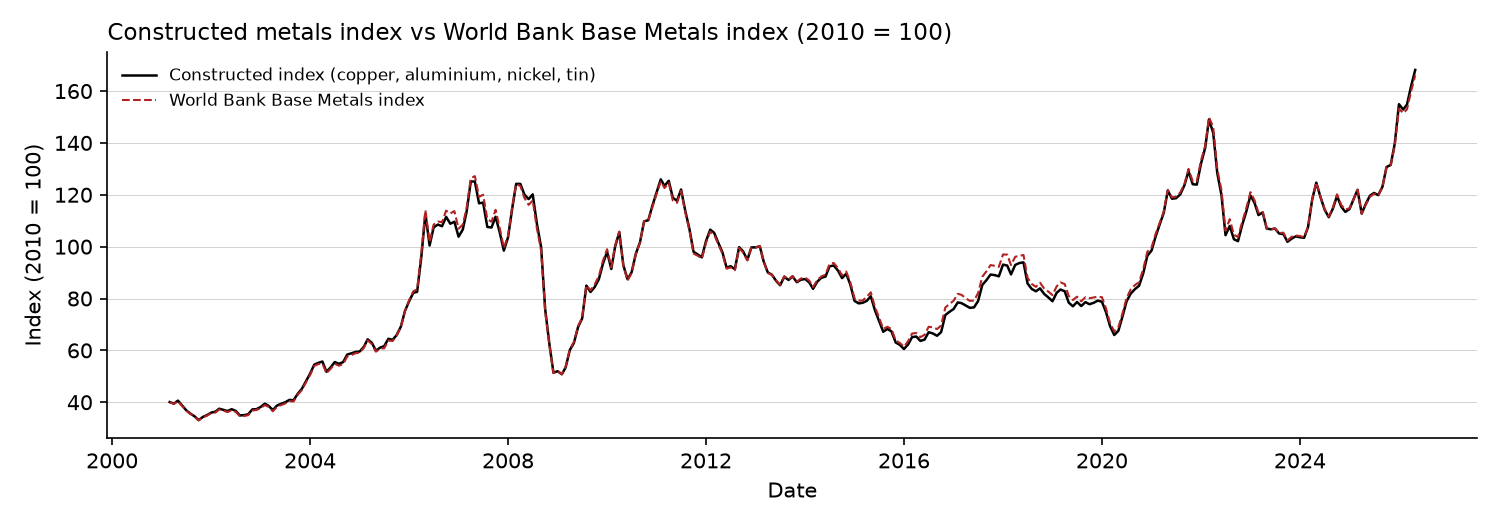 Constructed metals index vs World Bank Base Metals index (2010 = 100)
Constructed index (copper, aluminium, nickel, tin)
World Bank Base Metals index
Index (2010 = 100)
160
140
120
100
80
60
40
2000 2004 2008 2012 2016 2020 2024
Date